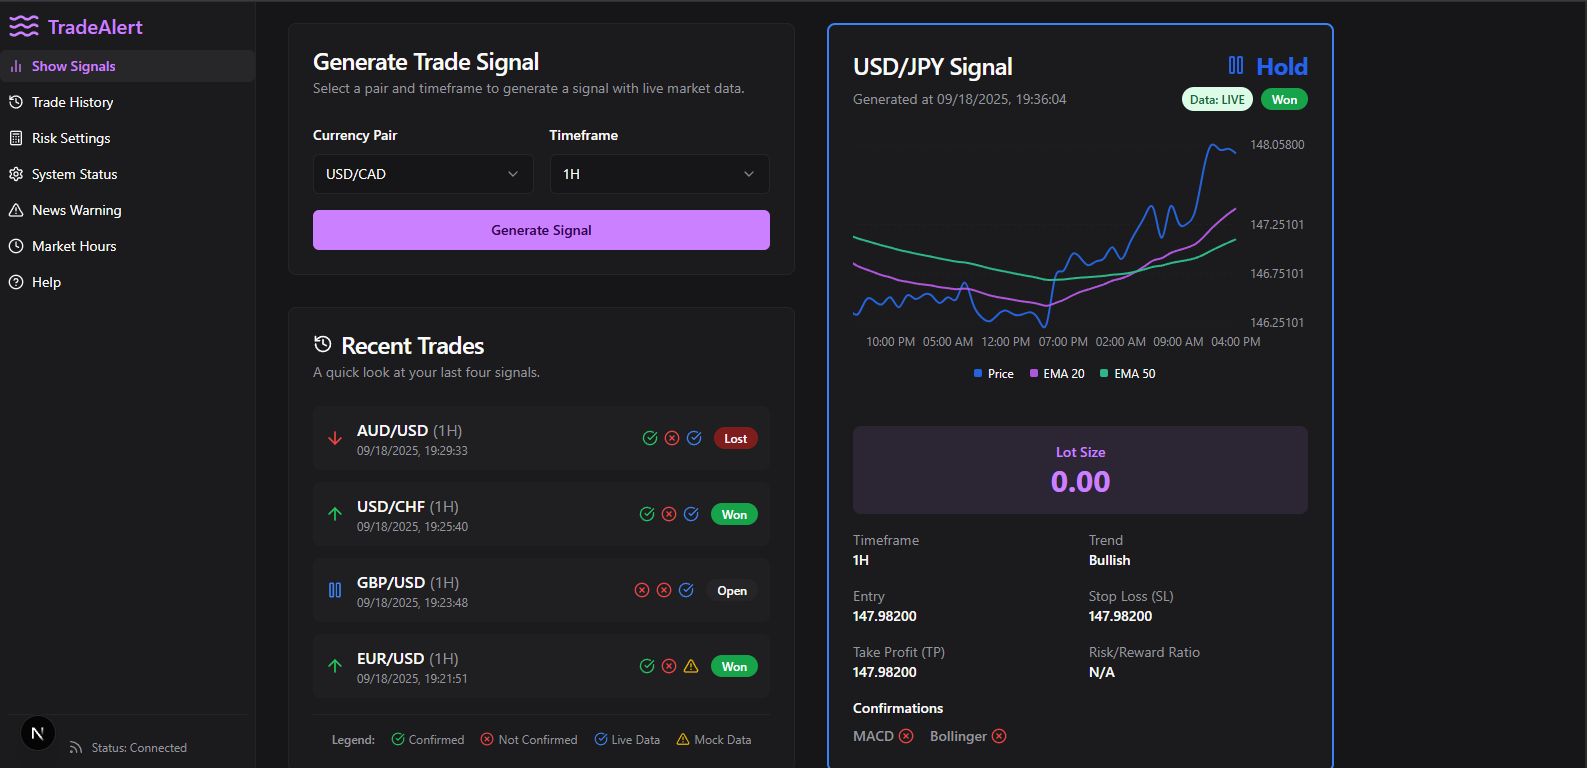 TradeAlert
Show Signals
Trade History
Risk Settings
System Status
News Warning
Market Hours
Help
N
Status: Connected
Generate Trade Signal
Select a pair and timeframe to generate a signal with live market data.
Currency Pair
Timeframe
USD/CAD
1H
Generate Signal
Recent Trades
A quick look at your last four signals.
AUD/USD (1H)
09/18/2025, 19:29:33
Lost
USD/CHF (1H)
09/18/2025, 19:25:40
Won
GBP/USD (1H)
09/18/2025, 19:23:48
Open
EUR/USD (1H)
09/18/2025, 19:21:51
Won
Legend: Confirmed Not Confirmed Live Data Mock Data
USD/JPY Signal
Hold
Generated at 09/18/2025, 19:36:04
Data: LIVE
Won
148.05800
147.25101
146.75101
146.25101
10:00 PM 05:00 AM 12:00 PM 07:00 PM 02:00 AM 09:00 AM 04:00 PM
Price EMA 20 EMA 50
Lot Size
0.00
Timeframe
1H
Trend
Bullish
Entry
147.98200
Stop Loss (SL)
147.98200
Take Profit (TP)
147.98200
Risk/Reward Ratio
N/A
Confirmations
MACD Bollinger